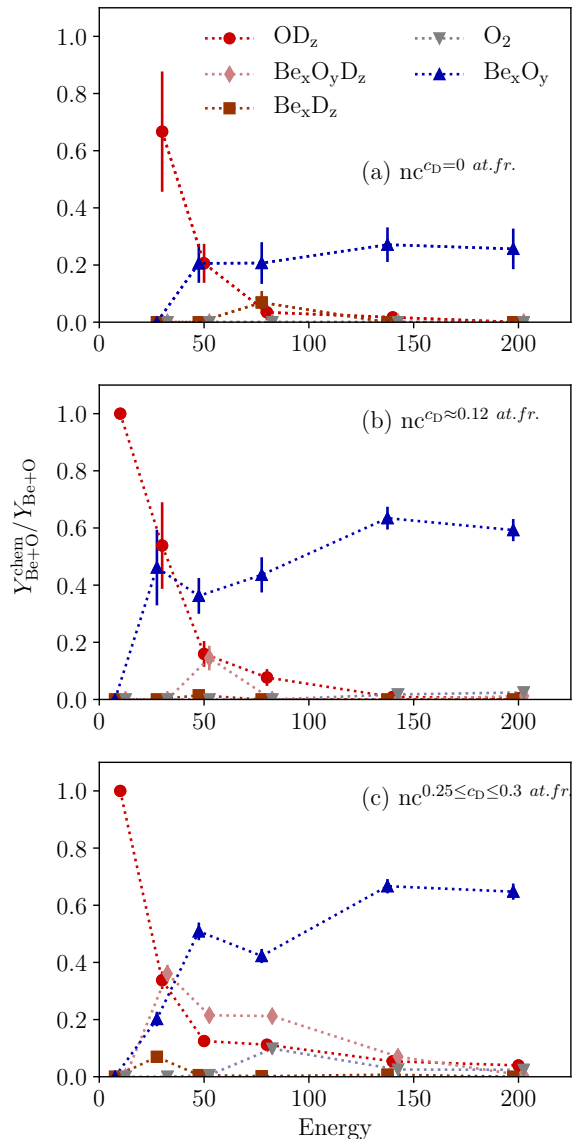 1.0
0.8
0.6
0.4
0.2
0.0
OD_z
Be_xO_yD_z
Be_xD_z
O_2
Be_xO_y
(a) nc^{c_D=0 at.fr.}
0 50 100 150 200
1.0
0.8
0.6
0.4
0.2
0.0
(b) nc^{c_D≈0.12 at.fr.}
Y^{chem}_{Be+O}/Y_{Be+O}
0 50 100 150 200
1.0
0.8
0.6
0.4
0.2
0.0
(c) nc^{0.25≤c_D≤0.3 at.fr.}
0 50 100 150 200
Energy